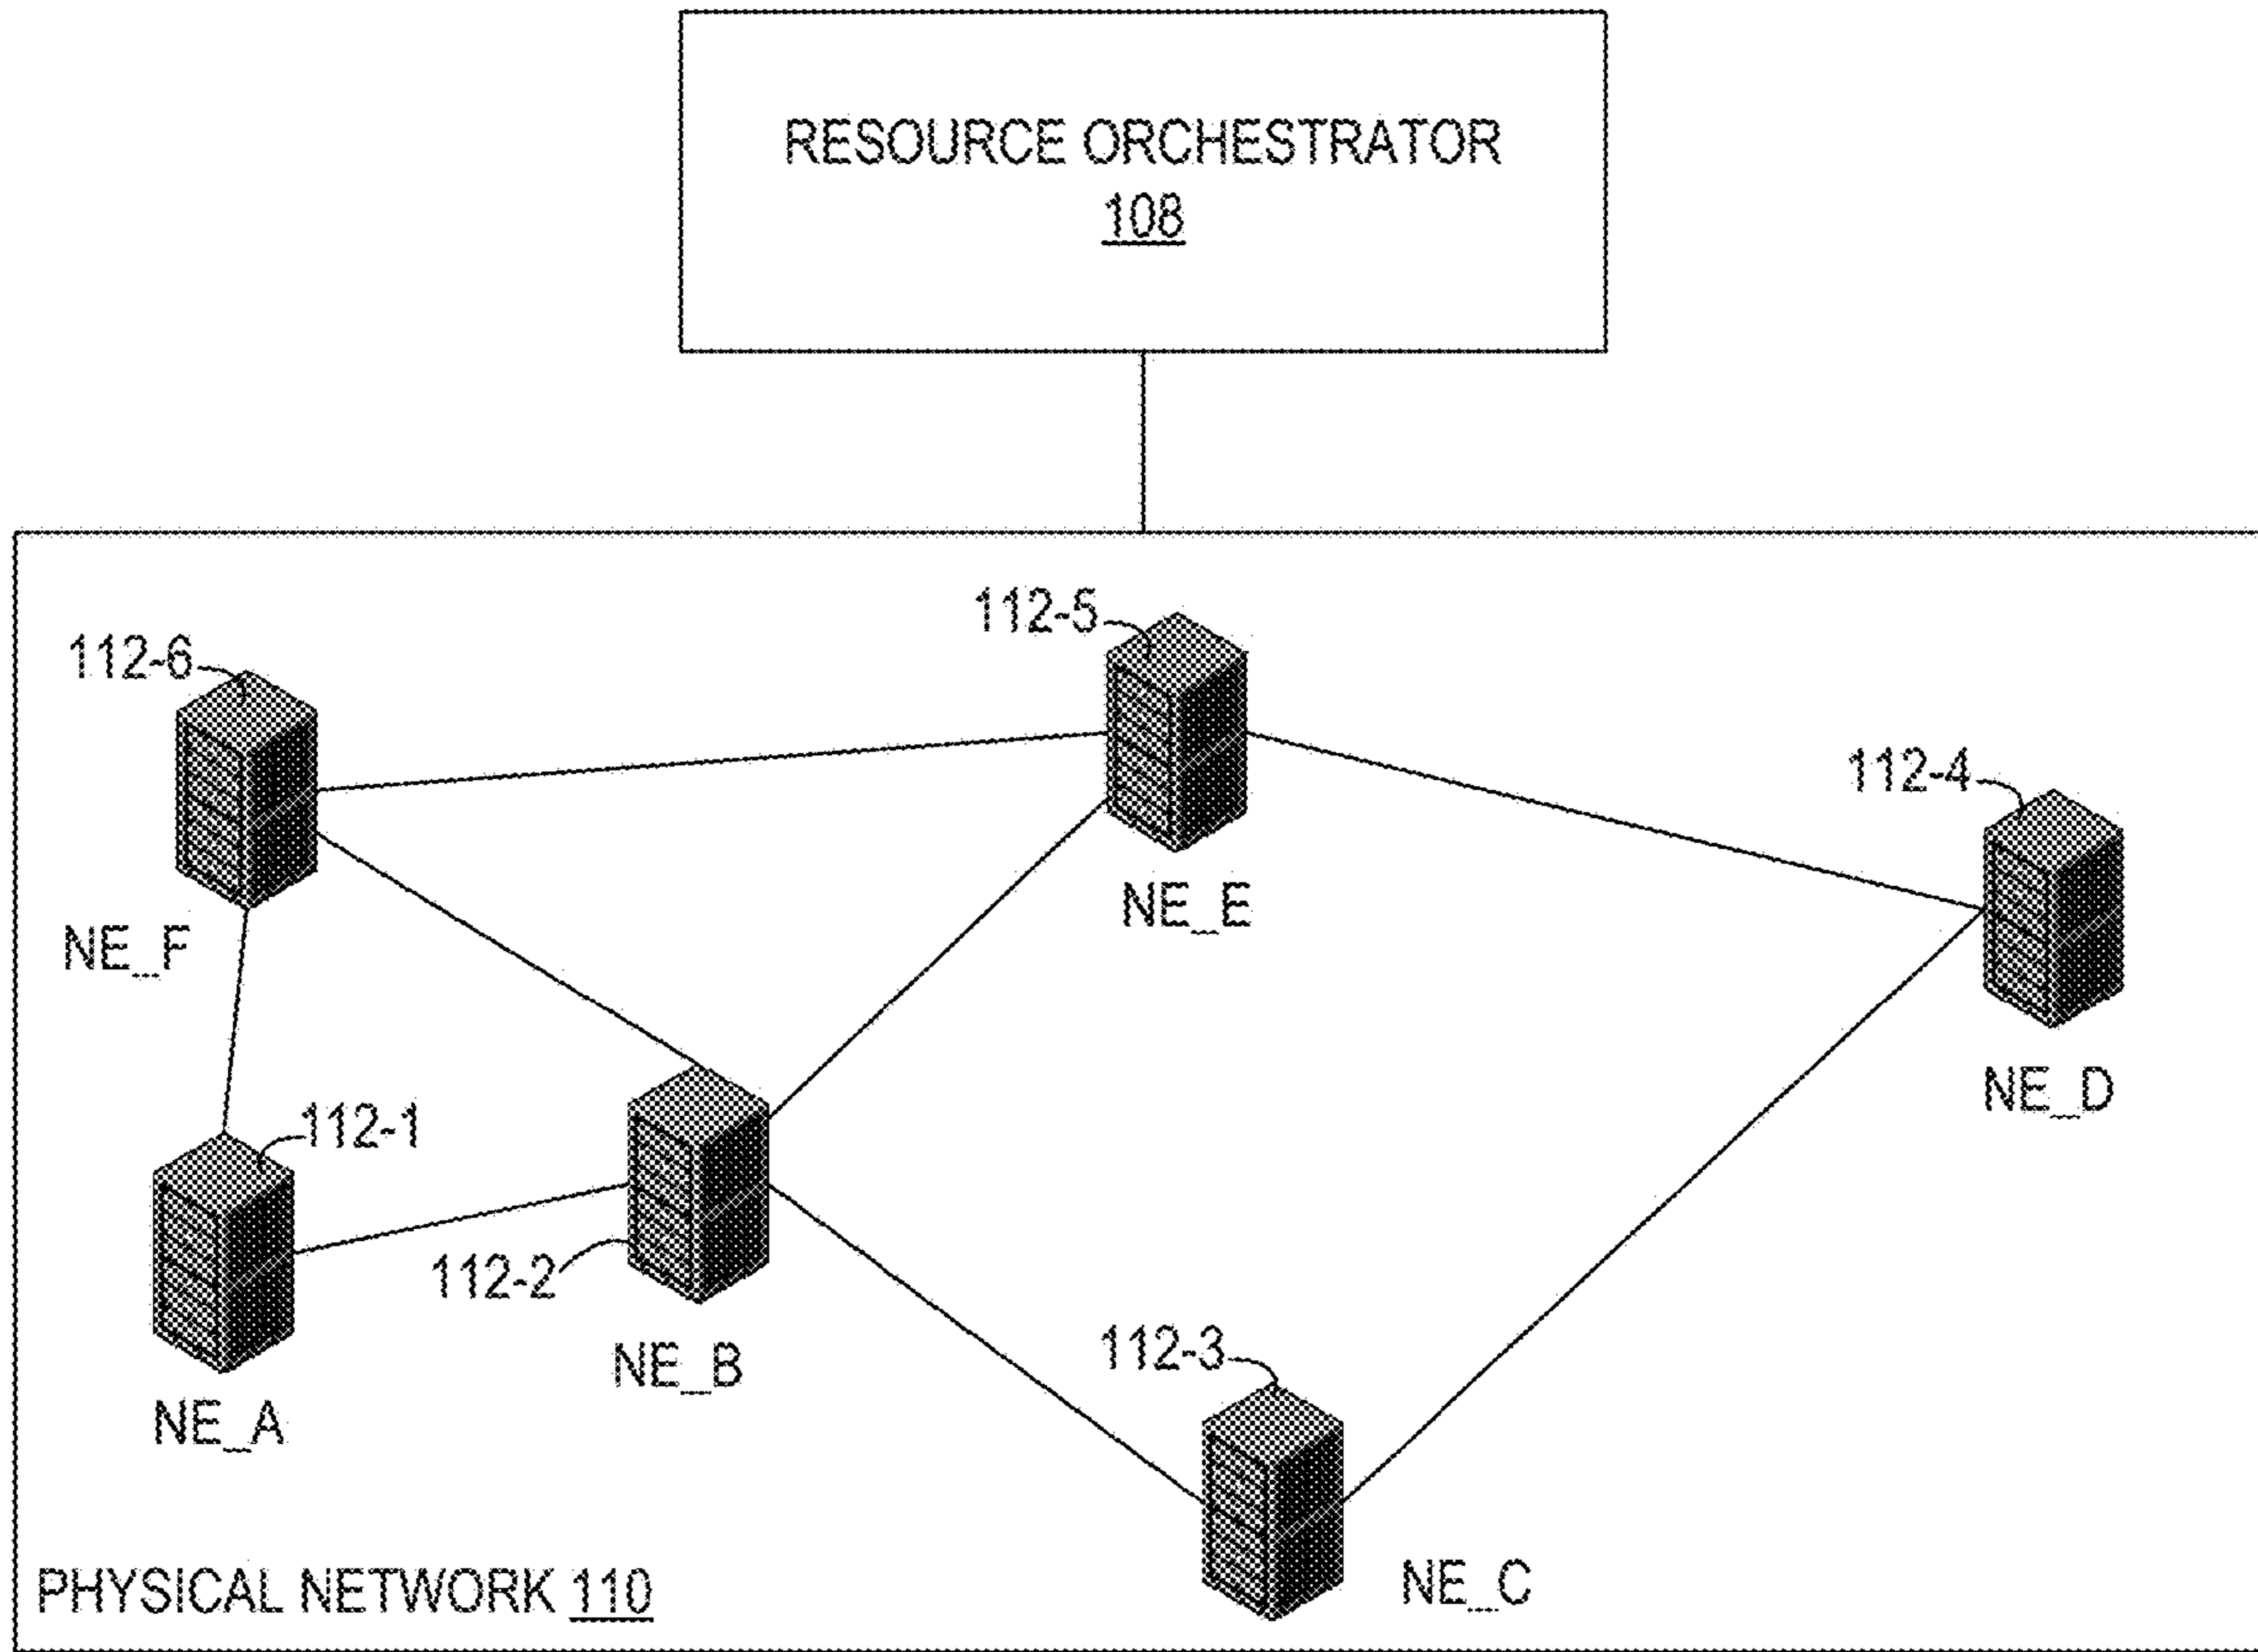 RESOURCE ORCHESTRATOR
108
112-5
112-6
112-4
NE_E
NE_F
NE_D
112-1
112-2
NE_B
112-3
NE_A
PHYSICAL NETWORK 110
NE_C